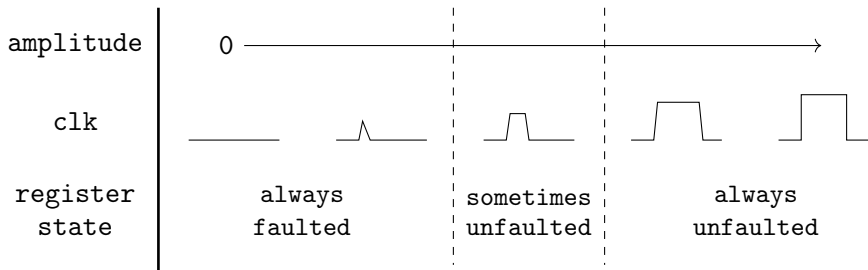 amplitude 0
clk
register always sometimes always
state faulted unfaulted unfaulted